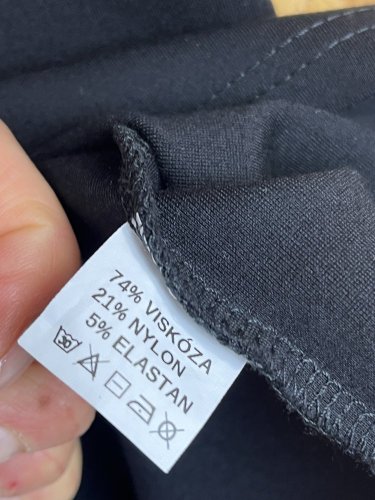 74% VISKÓZA
21% NYLON
5% ELASTAN
30